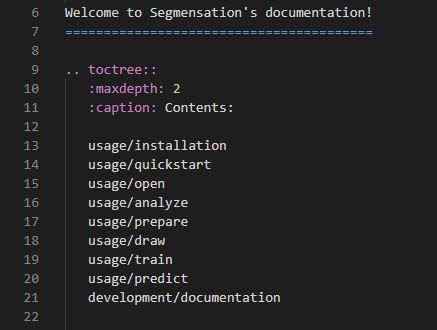 6 Welcome to Segmensation's documentation!
7 ========================================
8
9 .. toctree::
10 :maxdepth: 2
11 :caption: Contents:
12
13 usage/installation
14 usage/quickstart
15 usage/open
16 usage/analyze
17 usage/prepare
18 usage/draw
19 usage/train
20 usage/predict
21 development/documentation
22